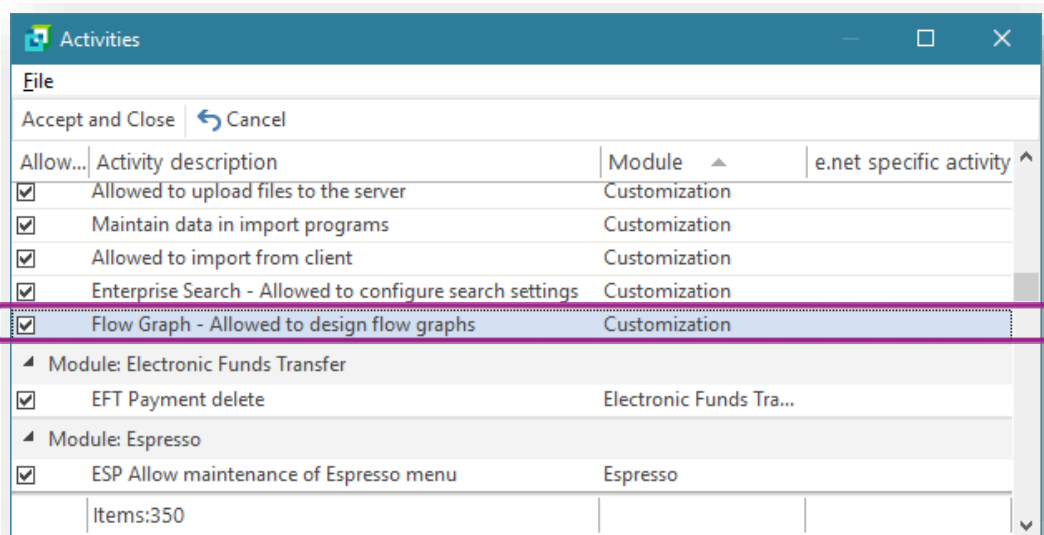 Activities
File
Accept and Close Cancel
Allow... Activity description Module e.net specific activity
Allowed to upload files to the server Customization
Maintain data in import programs Customization
Allowed to import from client Customization
Enterprise Search - Allowed to configure search settings Customization
Flow Graph - Allowed to design flow graphs Customization
Module: Electronic Funds Transfer
EFT Payment delete Electronic Funds Tra...
Module: Espresso
ESP Allow maintenance of Espresso menu Espresso
Items:350